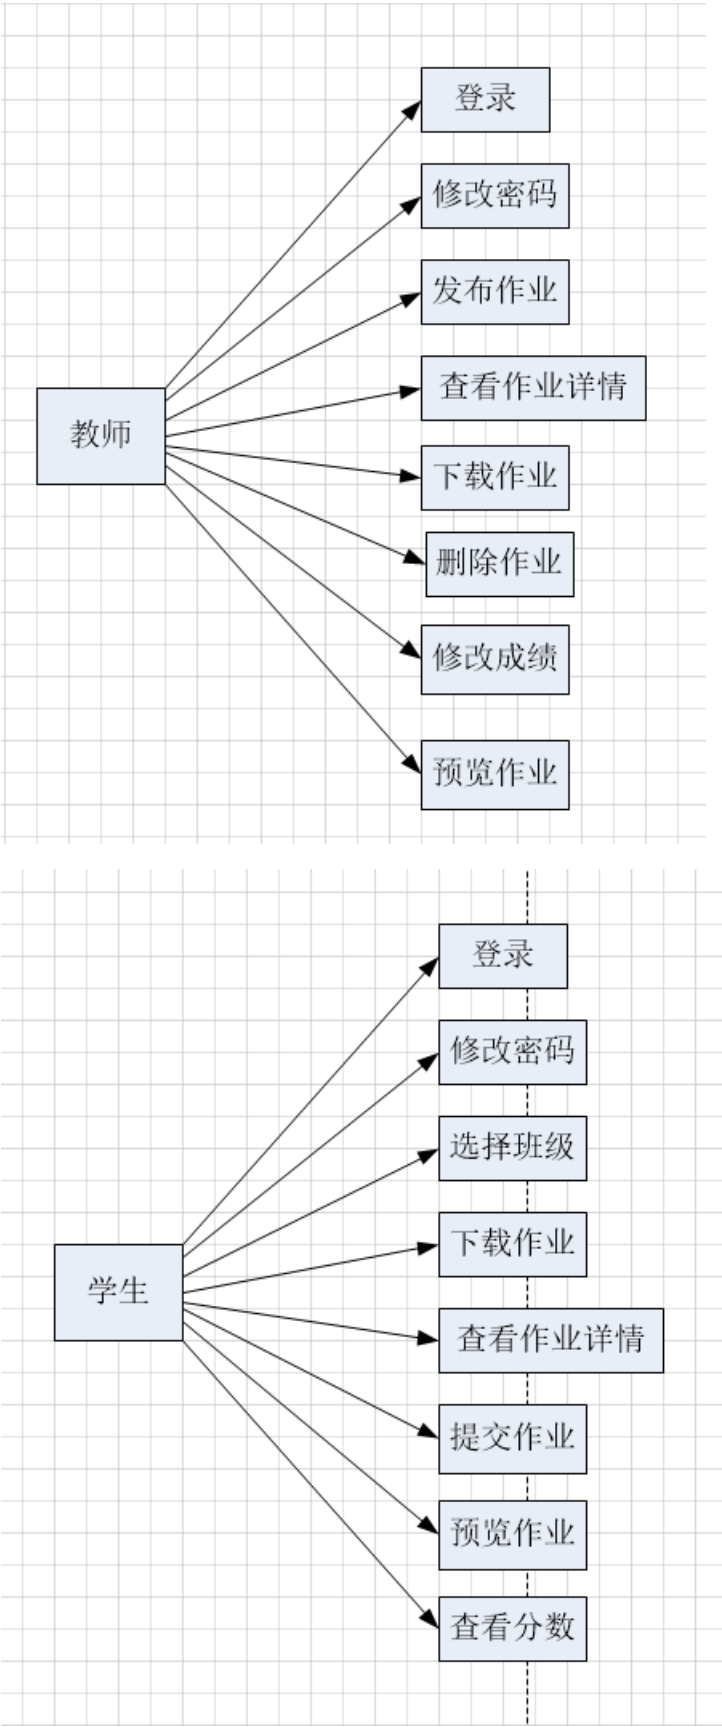 登录
修改密码
发布作业
查看作业详情
教师
下载作业
删除作业
修改成绩
预览作业
登录
修改密码
选择班级
下载作业
学生
查看作业详情
提交作业
预览作业
查看分数